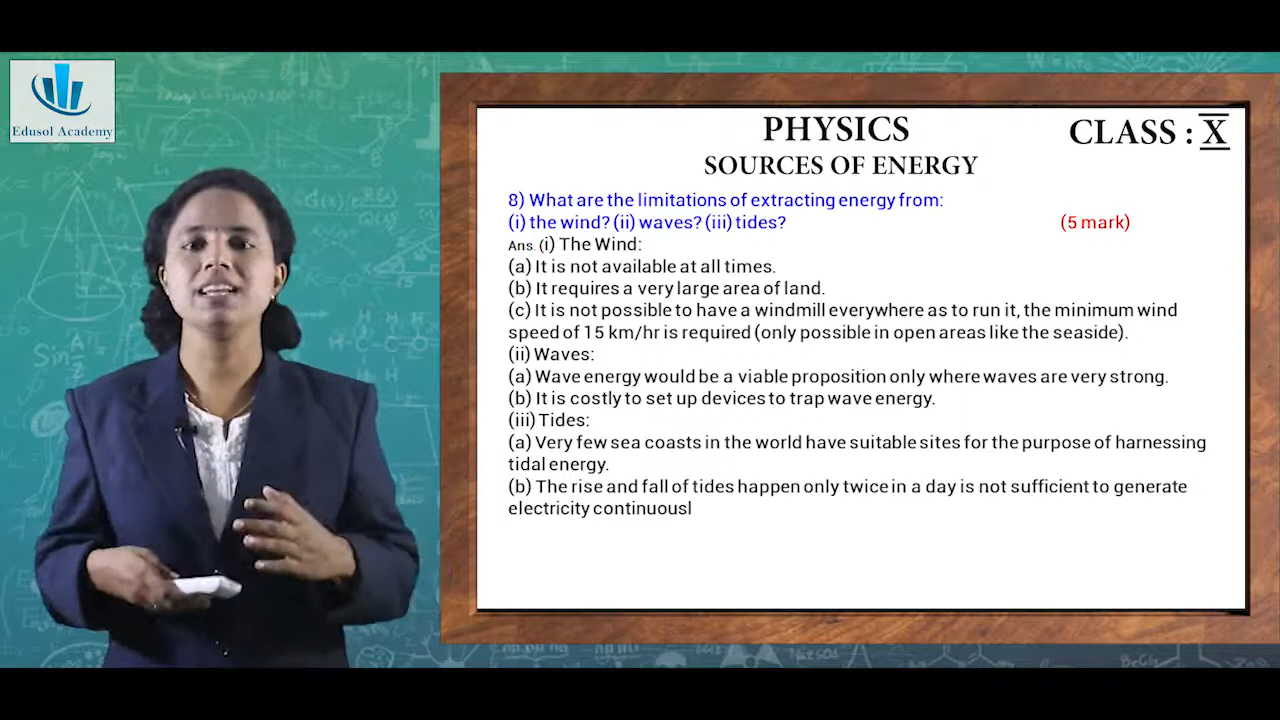 Edusol Academy
PHYSICS
CLASS : X
SOURCES OF ENERGY
8) What are the limitations of extracting energy from:
(i) the wind? (ii) waves? (iii) tides? (5 mark)
Ans. (i) The Wind:
(a) It is not available at all times.
(b) It requires a very large area of land.
(c) It is not possible to have a windmill everywhere as to run it, the minimum wind
speed of 15 km/hr is required (only possible in open areas like the seaside).
(ii) Waves:
(a) Wave energy would be a viable proposition only where waves are very strong.
(b) It is costly to set up devices to trap wave energy.
(iii) Tides:
(a) Very few sea coasts in the world have suitable sites for the purpose of harnessing
tidal energy.
(b) The rise and fall of tides happen only twice in a day is not sufficient to generate
electricity continuousl